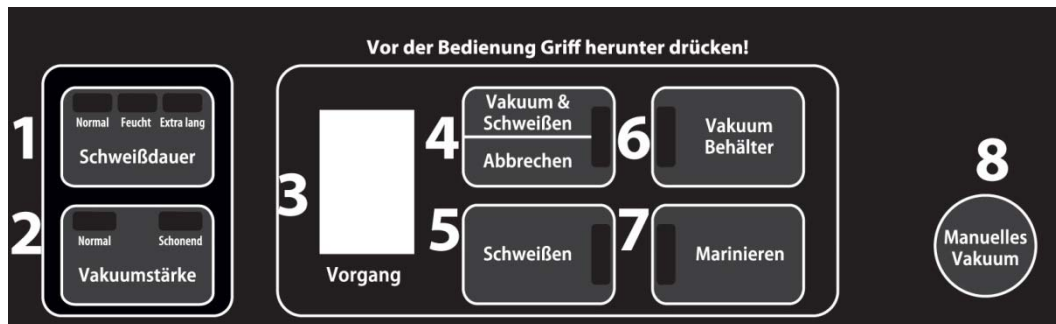 Vor der Bedienung Griff herunter drücken!
1
Normal Feucht Extra lang
Schweißdauer
2
Normal Schonend
Vakuumstärke
3
Vorgang
4
Vakuum &
Schweißen
Abbrechen
5
Schweißen
6
Vakuum
Behälter
7
Marinieren
8
Manuelles
Vakuum